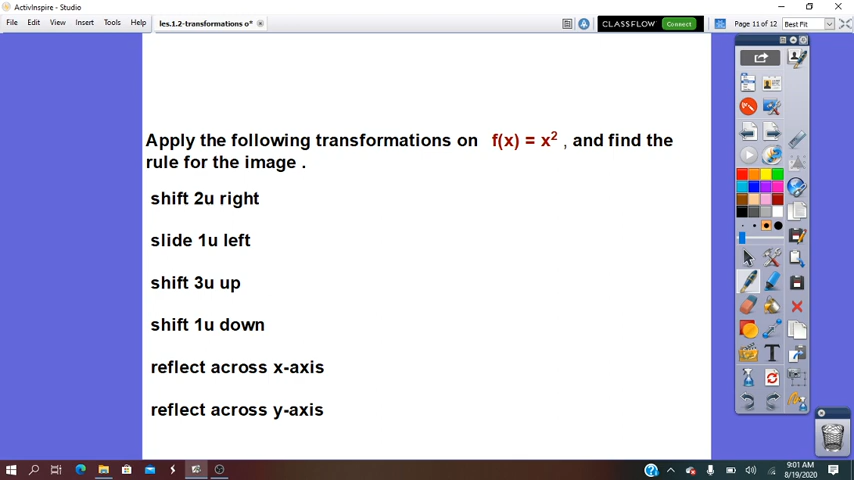 ActivInspire - Studio
File Edit View Insert Tools Help
les.1.2-transformations o*
CLASSFLOW Connect
Page 11 of 12
Best Fit
Apply the following transformations on f(x) = x² , and find the
rule for the image .
shift 2u right
slide 1u left
shift 3u up
shift 1u down
reflect across x-axis
reflect across y-axis
9:01 AM
8/19/2020